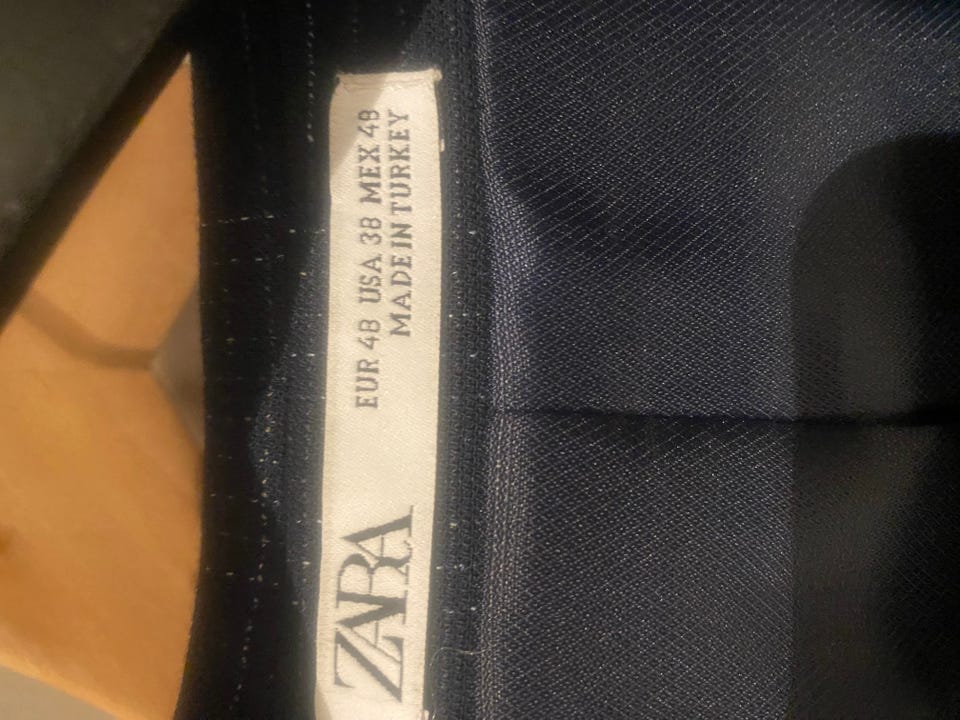 ZARA
EUR 48 USA 38 MEX 48
MADE IN TURKEY